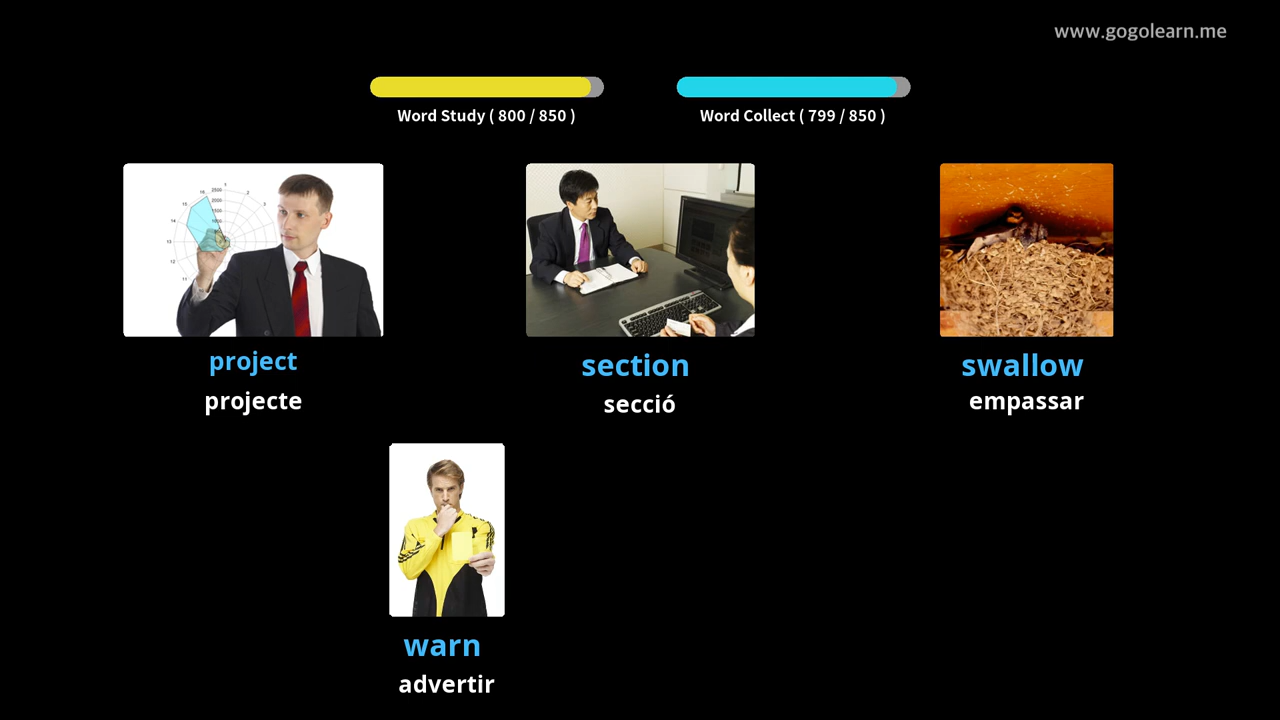 www.gogolearn.me
Word Study ( 800 / 850 )
Word Collect ( 799 / 850 )
project
projecte
section
secció
swallow
empassar
warn
advertir